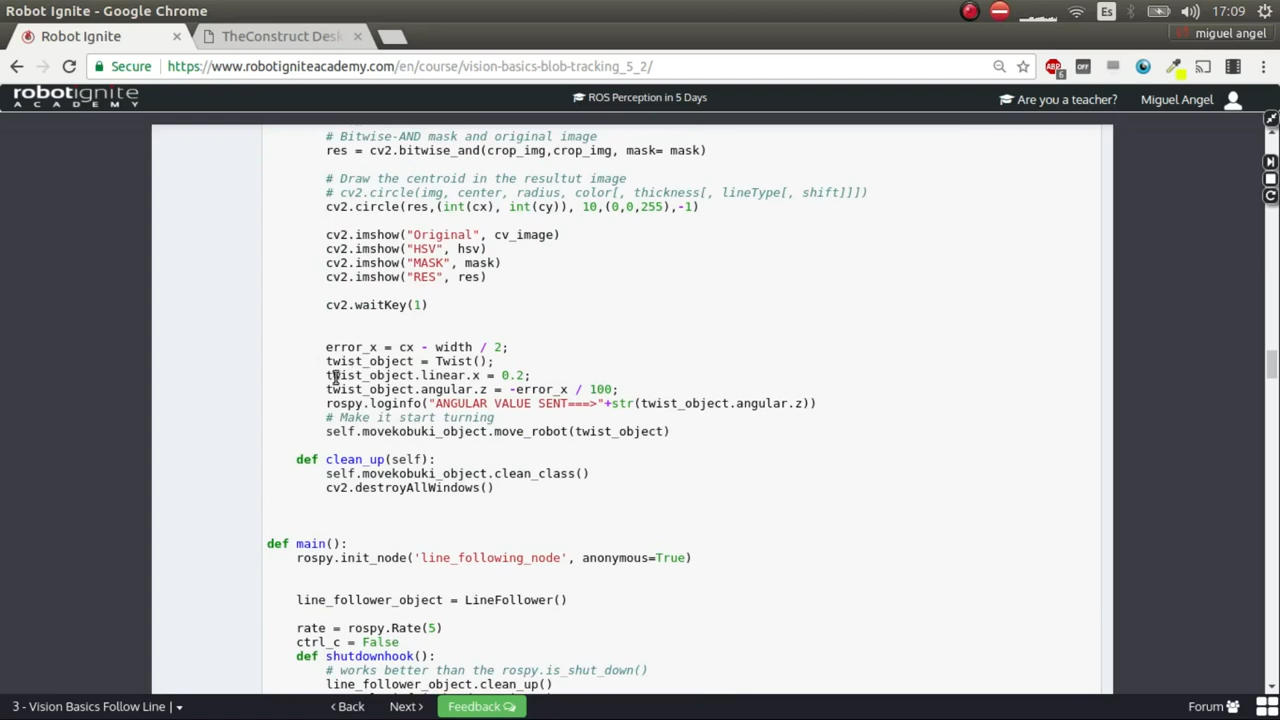 Robot Ignite - Google Chrome
Es
17:09
Robot Ignite
TheConstruct Desk
miguel angel
Secure
https://www.robotigniteacademy.com/en/course/vision-basics-blob-tracking_5_2/
ABP
6
OFF
robotignite
ACADEMY
ROS Perception in 5 Days
Are you a teacher?
Miguel Angel
# Bitwise-AND mask and original image
res = cv2.bitwise_and(crop_img,crop_img, mask= mask)
# Draw the centroid in the resultut image
# cv2.circle(img, center, radius, color[, thickness[, lineType[, shift]]])
cv2.circle(res,(int(cx), int(cy)), 10,(0,0,255),-1)
cv2.imshow("Original", cv_image)
cv2.imshow("HSV", hsv)
cv2.imshow("MASK", mask)
cv2.imshow("RES", res)
cv2.waitKey(1)
error_x = cx - width / 2;
twist_object = Twist();
twist_object.linear.x = 0.2;
twist_object.angular.z = -error_x / 100;
rospy.loginfo("ANGULAR VALUE SENT===>"+str(twist_object.angular.z))
# Make it start turning
self.movekobuki_object.move_robot(twist_object)
def clean_up(self):
self.movekobuki_object.clean_class()
cv2.destroyAllWindows()
def main():
rospy.init_node('line_following_node', anonymous=True)
line_follower_object = LineFollower()
rate = rospy.Rate(5)
ctrl_c = False
def shutdownhook():
# works better than the rospy.is_shut_down()
line_follower_object.clean_up()
3 - Vision Basics Follow Line |
Back
Next
Feedback
Forum